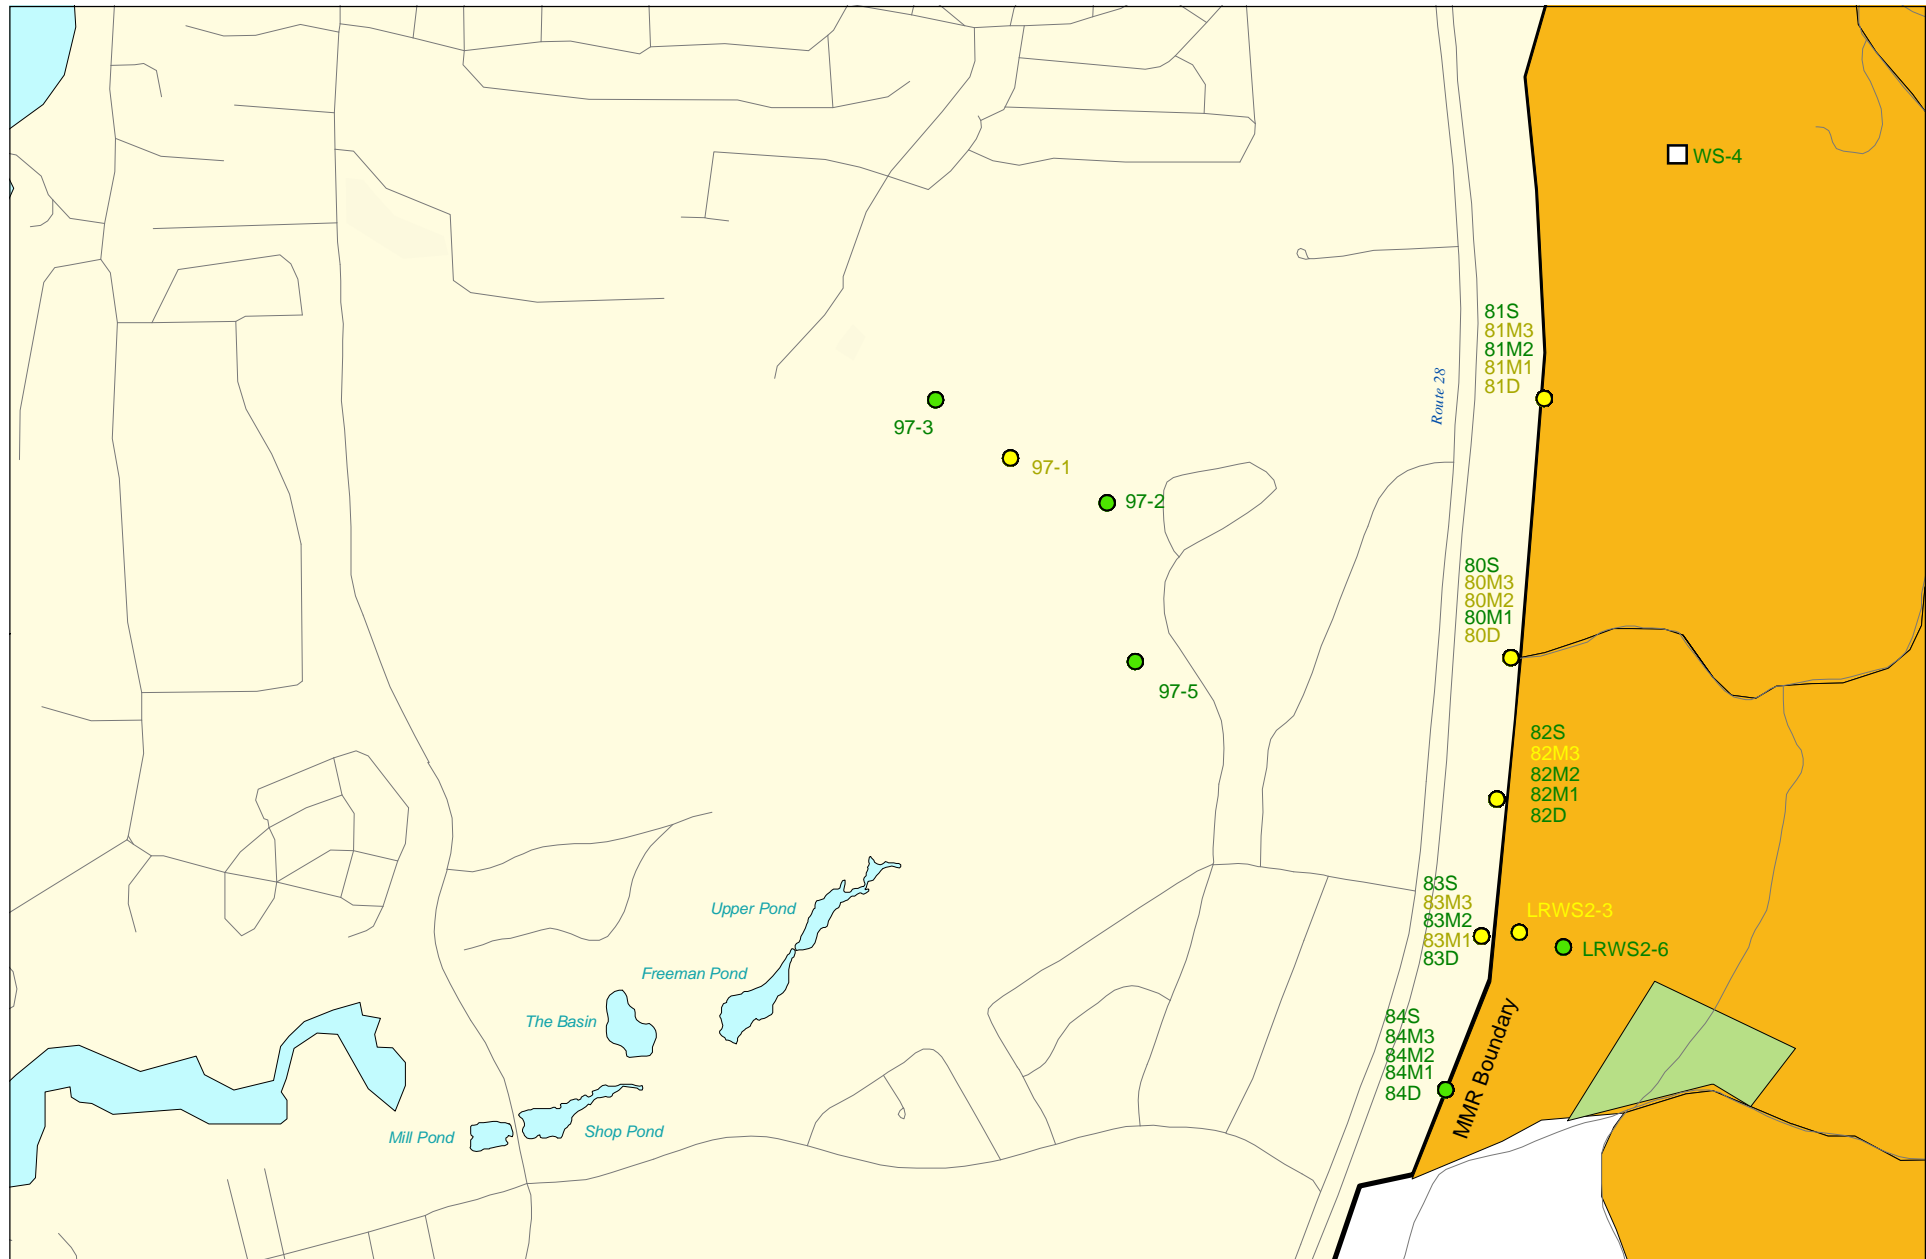 WS-4
81S
81M3
81M2
81M1
81D
Route 28
97-3
97-1
97-2
80S
80M3
80M2
80M1
80D
97-5
82S
82M3
82M2
82M1
82D
83S
83M3
83M2
83M1
83D
LRWS2-3
LRWS2-6
Upper Pond
Freeman Pond
The Basin
84S
84M3
84M2
84M1
84D
MMR Boundary
Mill Pond
Shop Pond